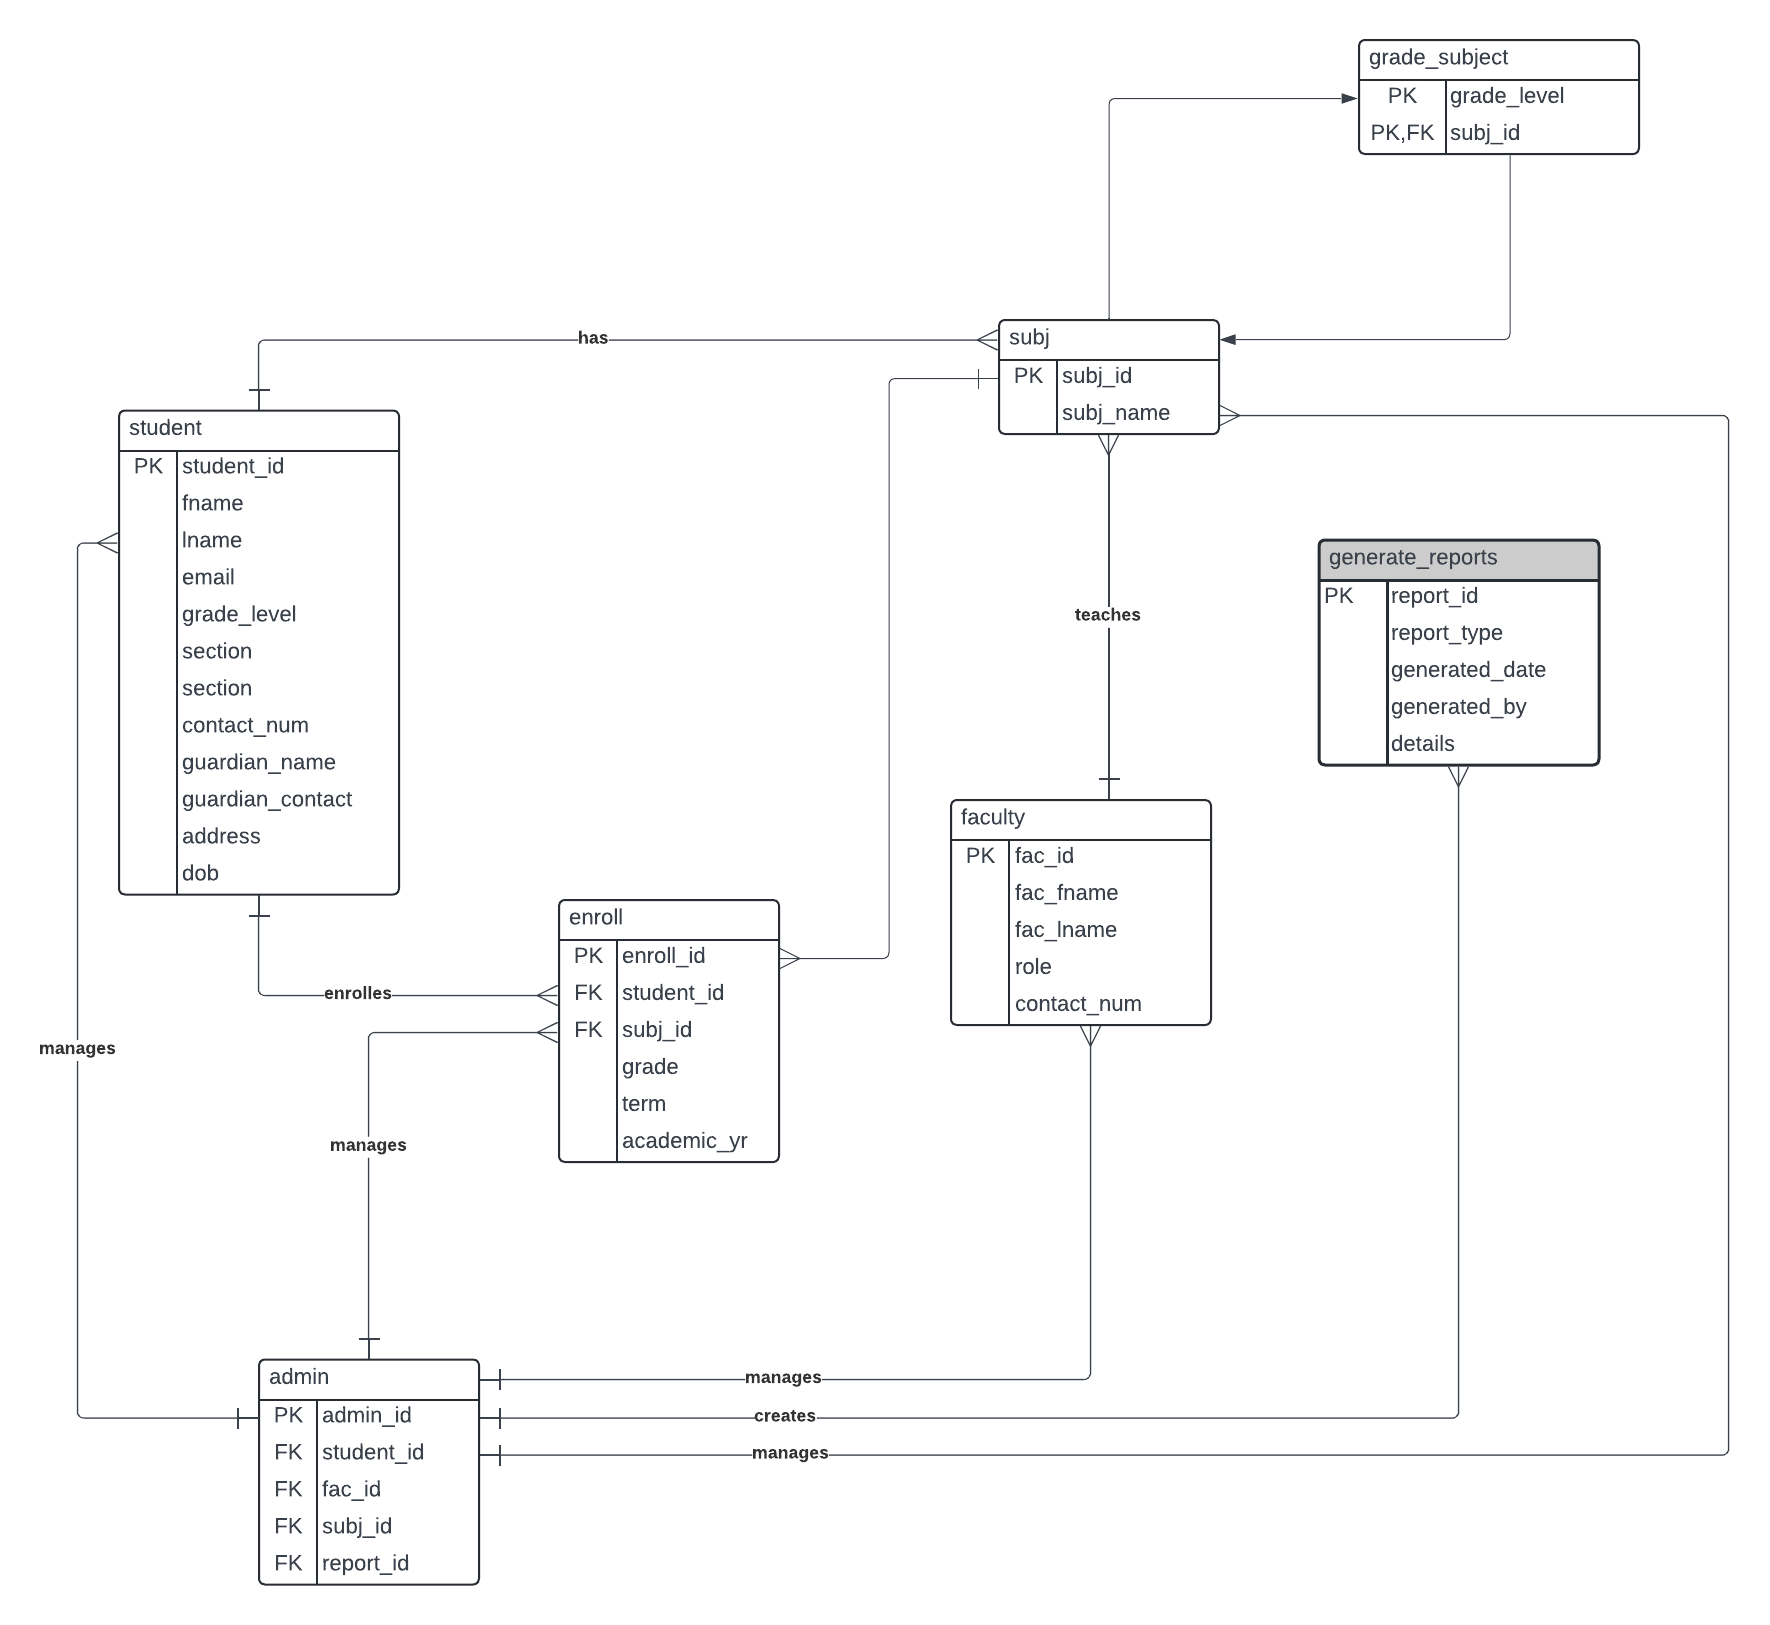 grade_subject
PK grade_level
PK,FK subj_id
has
subj
PK subj_id
subj_name
student
PK student_id
fname
lname
email
grade_level
section
section
contact_num
guardian_name
guardian_contact
address
dob
generate_reports
PK report_id
report_type
generated_date
generated_by
details
teaches
faculty
PK fac_id
fac_fname
fac_lname
role
contact_num
enroll
PK enroll_id
FK student_id
FK subj_id
grade
term
academic_yr
enrolles
manages
manages
admin
PK admin_id
FK student_id
FK fac_id
FK subj_id
FK report_id
manages
creates
manages